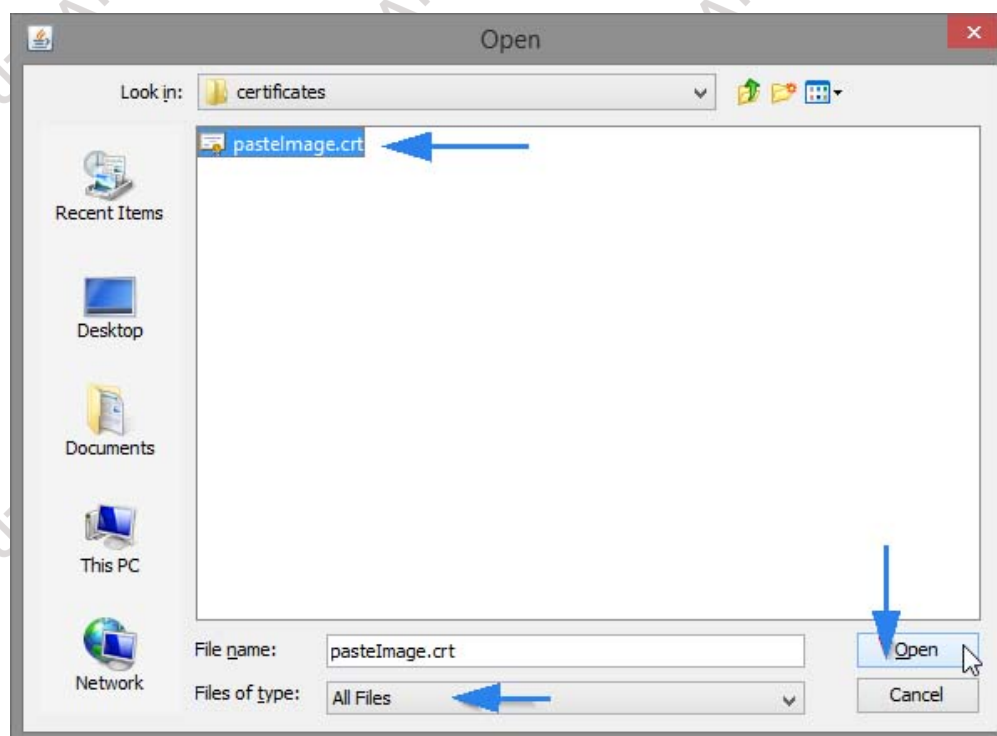 Open
Look in: certificates
pasteImage.crt
Recent Items
Desktop
Documents
This PC
Network
File name: pasteImage.crt
Open
Files of type: All Files
Cancel